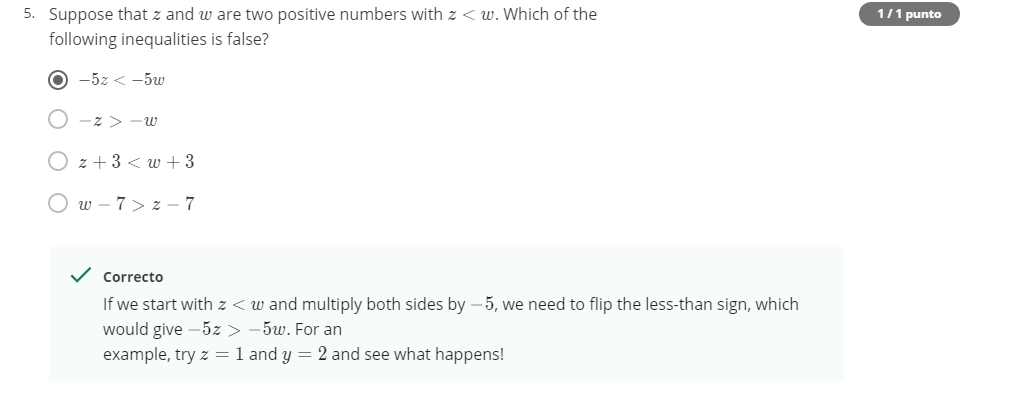 5. Suppose that z and w are two positive numbers with z < w. Which of the
1 / 1 punto
following inequalities is false?
−5z < −5w
−z > −w
z + 3 < w + 3
w − 7 > z − 7
Correcto
If we start with z < w and multiply both sides by −5, we need to flip the less-than sign, which
would give −5z > −5w. For an
example, try z = 1 and y = 2 and see what happens!